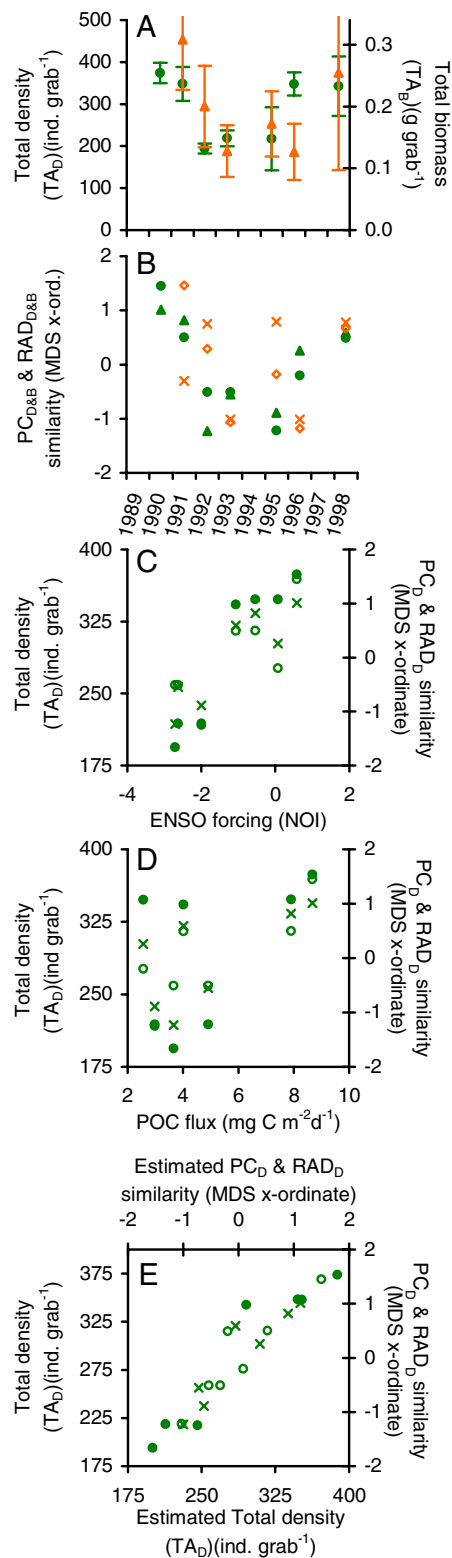 A
500
400
300
200
100
0
Total density
(TA_D)(ind. grab⁻¹)
0.3
0.2
0.1
0.0
Total biomass
(TA_B)(g grab⁻¹)
B
2
1
0
-1
-2
PC_D&B & RAD_D&B
similarity (MDS x-ord.)
1989
1990
1991
1992
1993
1994
1995
1996
1997
1998
C
400
325
250
175
Total density
(TA_D)(ind. grab⁻¹)
2
1
0
-1
-2
PC_D & RAD_D similarity
(MDS x-ordinate)
-4 -2 0 2
ENSO forcing (NOI)
D
400
325
250
175
Total density
(TA_D)(ind grab⁻¹)
2
1
0
-1
-2
PC_D & RAD_D similarity
(MDS x-ordinate)
2 4 6 8 10
POC flux (mg C m⁻²d⁻¹)
Estimated PC_D & RAD_D
similarity (MDS x-ordinate)
-2 -1 0 1 2
E
375
325
275
225
175
Total density
(TA_D)(ind. grab⁻¹)
2
1
0
-1
-2
PC_D & RAD_D similarity
(MDS x-ordinate)
175 250 325 400
Estimated Total density
(TA_D)(ind. grab⁻¹)